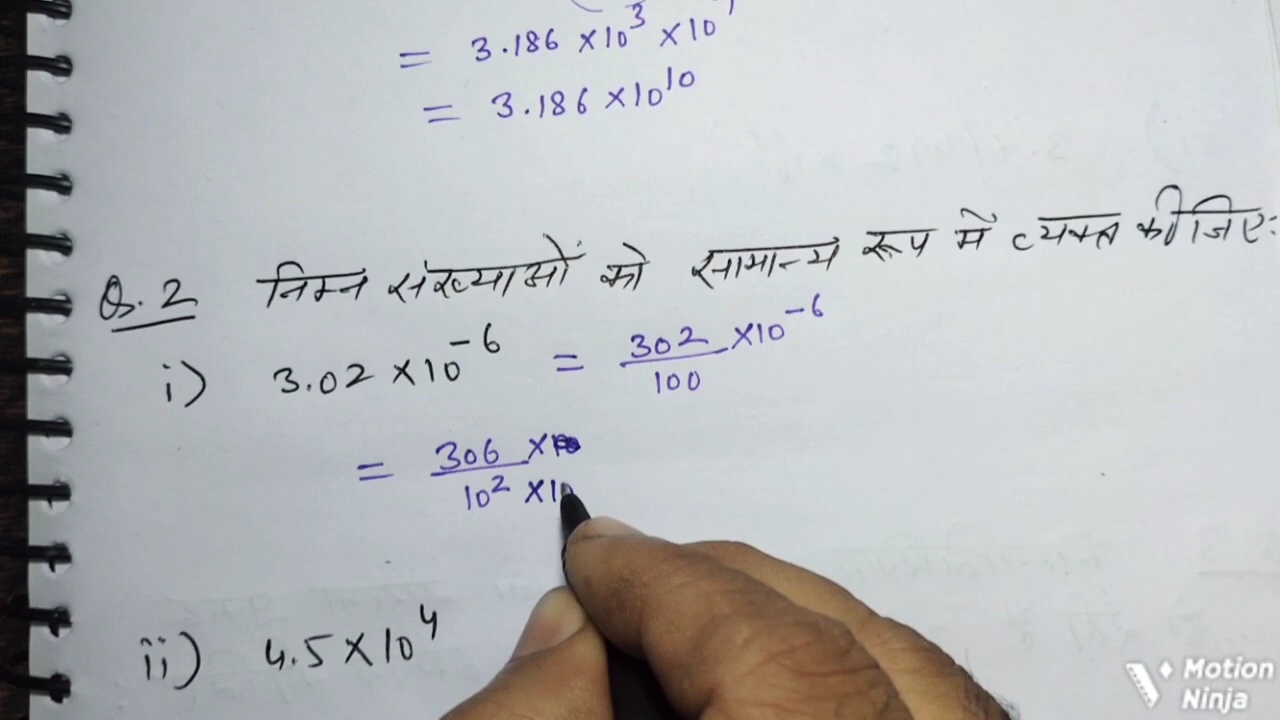 = 3.186 × 10³ × 10⁷
= 3.186 × 10¹⁰
Q.2 निम्न संख्याओं को सामान्य रूप में व्यक्त कीजिए:
i) 3.02 × 10⁻⁶ = 302/100 × 10⁻⁶
= 306 ×/10² × 10
ii) 4.5 × 10⁴
Motion
Ninja